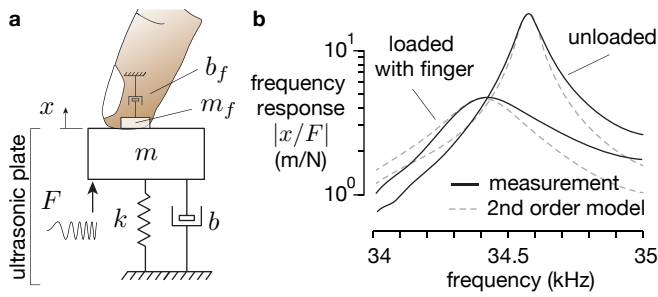 a
b_f
m_f
x
m
ultrasonic plate
F
k
b
b
loaded
with finger
unloaded
frequency
response
|x/F|
(m/N)
10^1
10^0
measurement
2nd order model
34
34.5
35
frequency (kHz)